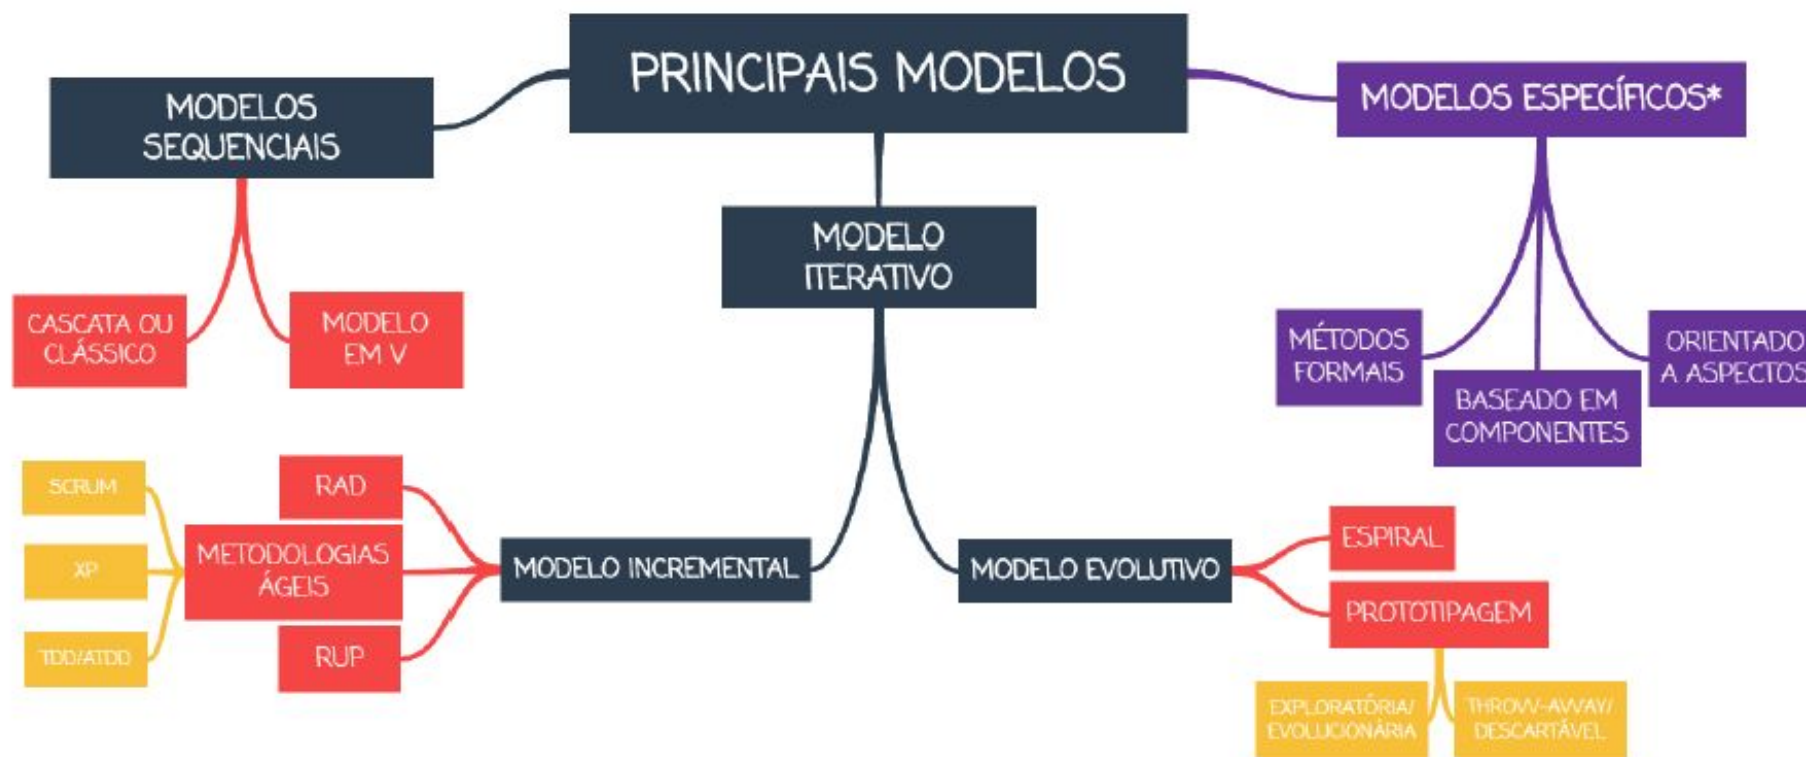 PRINCIPAIS MODELOS
MODELOS
SEQUENCIAIS
MODELOS ESPECÍFICOS*
MODELO
ITERATIVO
CASCATA OU
CLÁSSICO
MODELO
EM V
MÉTODOS
FORMAIS
BASEADO EM
COMPONENTES
ORIENTADO
A ASPECTOS
SCRUM
XP
TDD/ATDD
RAD
METODOLOGIAS
ÁGEIS
RUP
MODELO INCREMENTAL
MODELO EVOLUTIVO
ESPIRAL
PROTOTIPAGEM
EXPLORATÓRIA/
EVOLUCIONÁRIA
THROW-AWAY/
DESCARTÁVEL